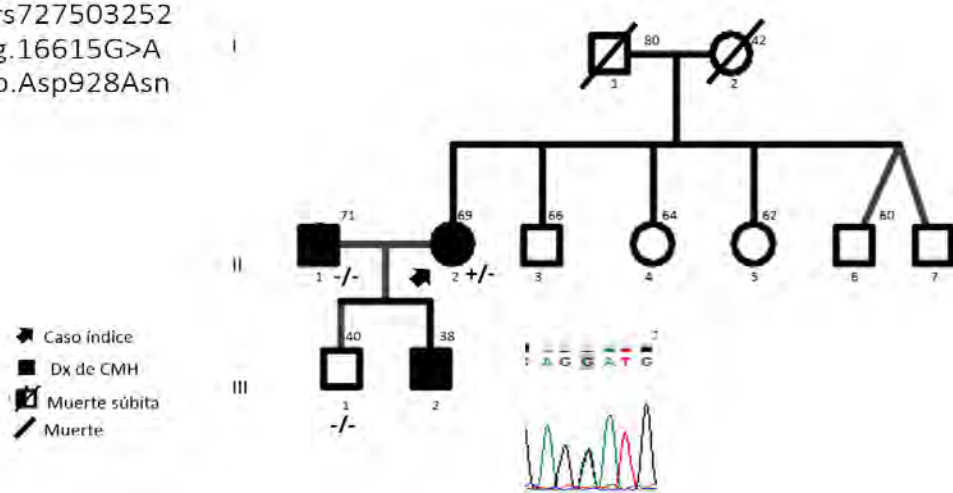 rs727503252
g.16615G>A
p.Asp928Asn
I
80
42
1
2
71
69
66
64
62
60
II
1 -/-
2 +/-
3
4
5
6
7
40
38
III
1
2
-/-
A G G A T G
Caso índice
Dx de CMH
Muerte súbita
Muerte